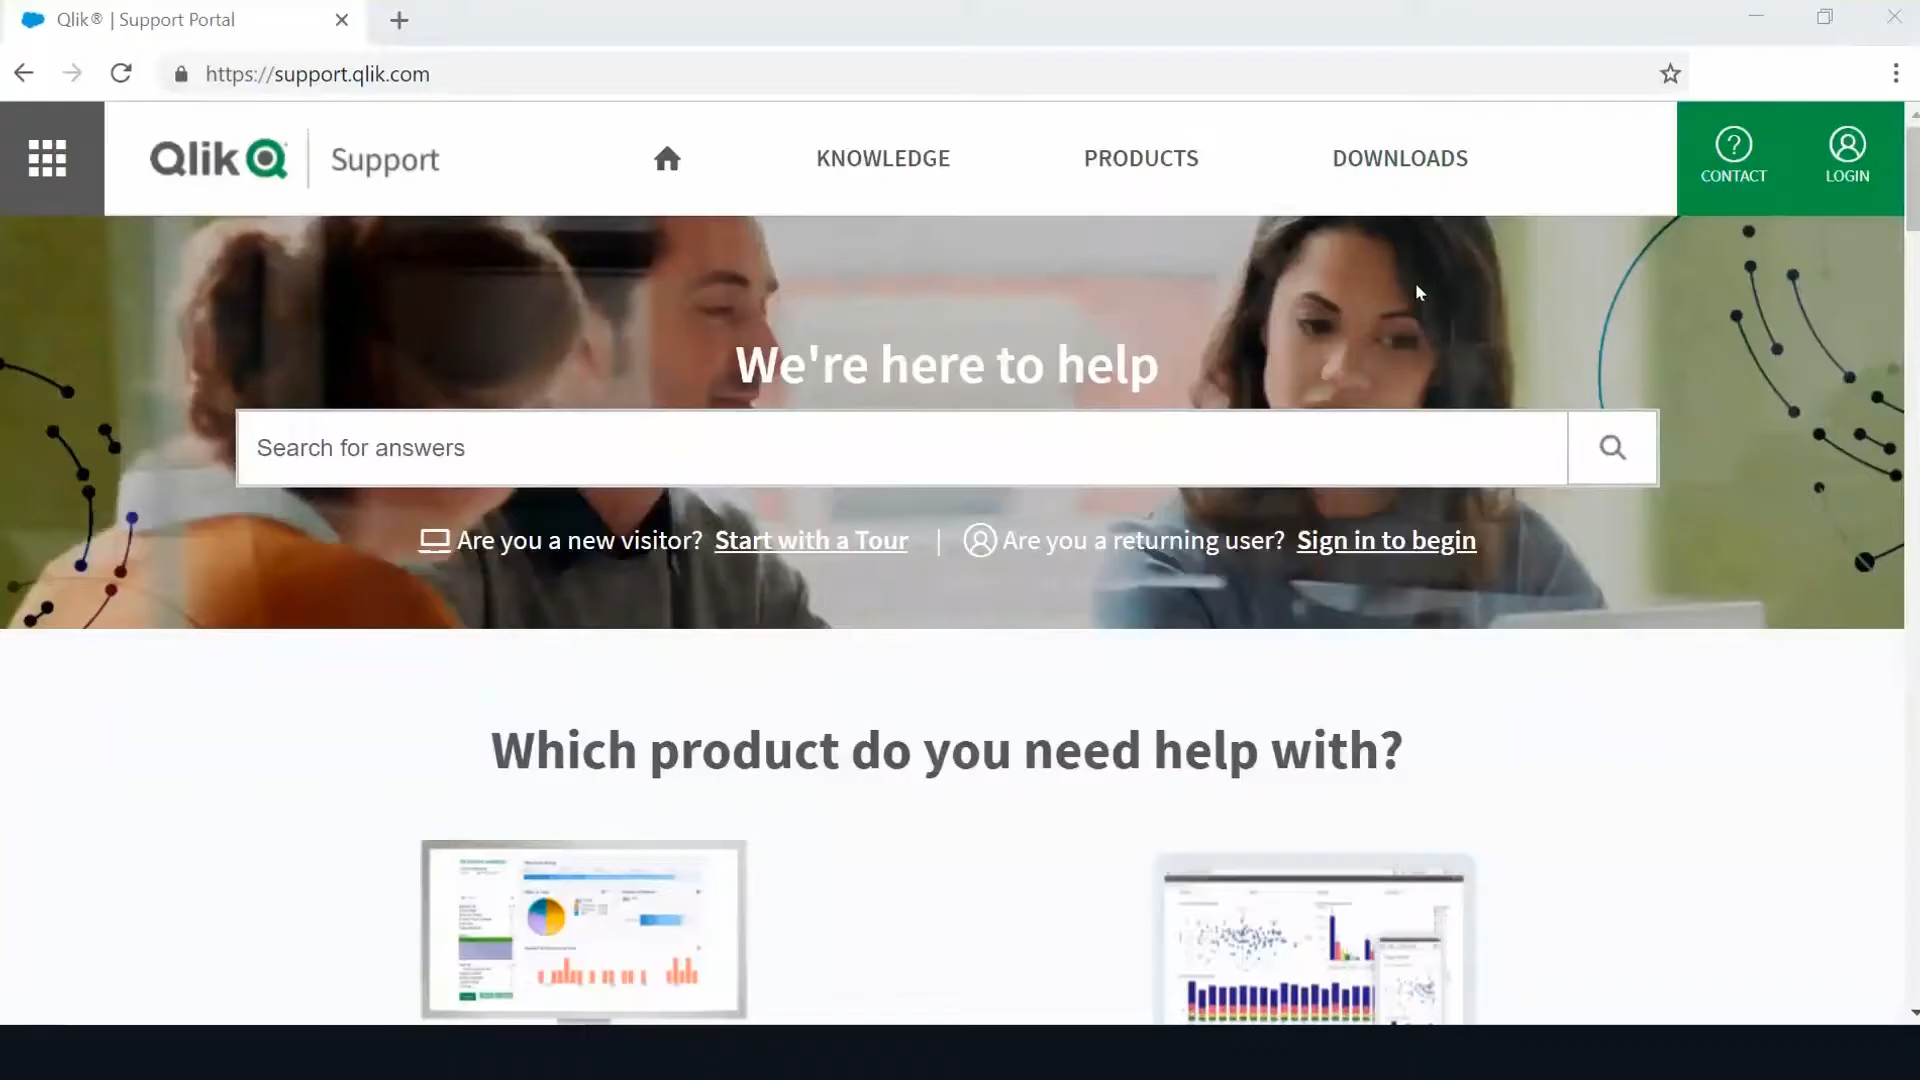 Qlik® | Support Portal
https://support.qlik.com
Qlik
Support
KNOWLEDGE
PRODUCTS
DOWNLOADS
CONTACT
LOGIN
We're here to help
Search for answers
Are you a new visitor? Start with a Tour | Are you a returning user? Sign in to begin
Which product do you need help with?